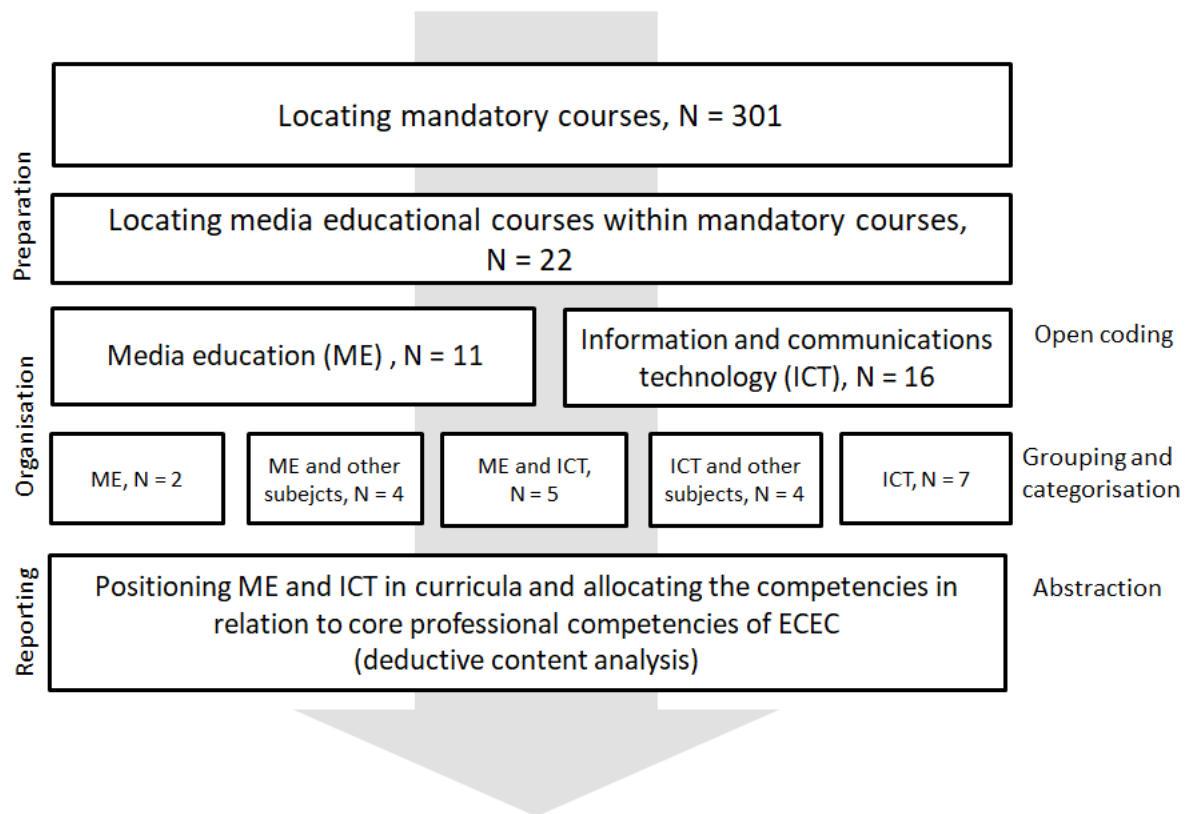 Locating mandatory courses, N = 301
Preparation
Locating media educational courses within mandatory courses,
N = 22
Organisation
Media education (ME) , N = 11
Information and communications
technology (ICT), N = 16
Open coding
ME, N = 2
ME and other
subejcts, N = 4
ME and ICT,
N = 5
ICT and other
subjects, N = 4
ICT, N = 7
Grouping and
categorisation
Reporting
Positioning ME and ICT in curricula and allocating the competencies in
relation to core professional competencies of ECEC
(deductive content analysis)
Abstraction